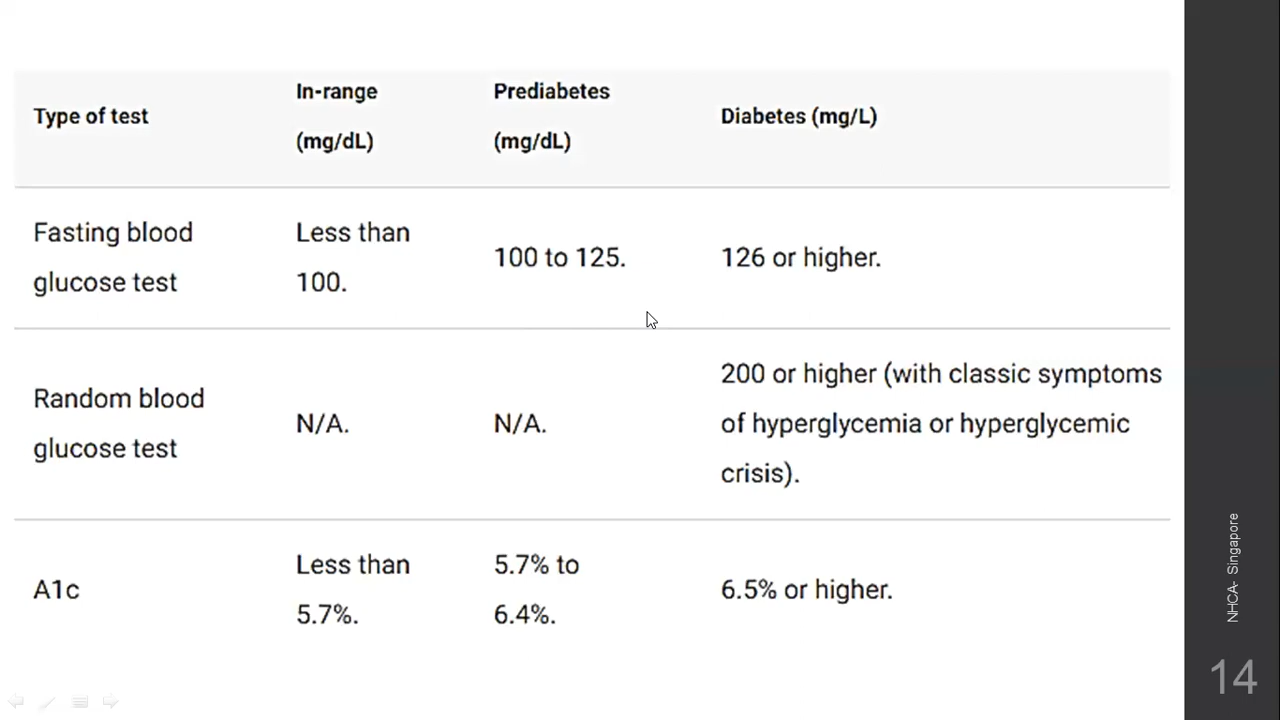 Type of test
In-range
(mg/dL)
Prediabetes
(mg/dL)
Diabetes (mg/L)
Fasting blood
glucose test
Less than
100.
100 to 125.
126 or higher.
Random blood
glucose test
N/A.
N/A.
200 or higher (with classic symptoms
of hyperglycemia or hyperglycemic
crisis).
A1c
Less than
5.7%.
5.7% to
6.4%.
6.5% or higher.
NHCA- Singapore
14